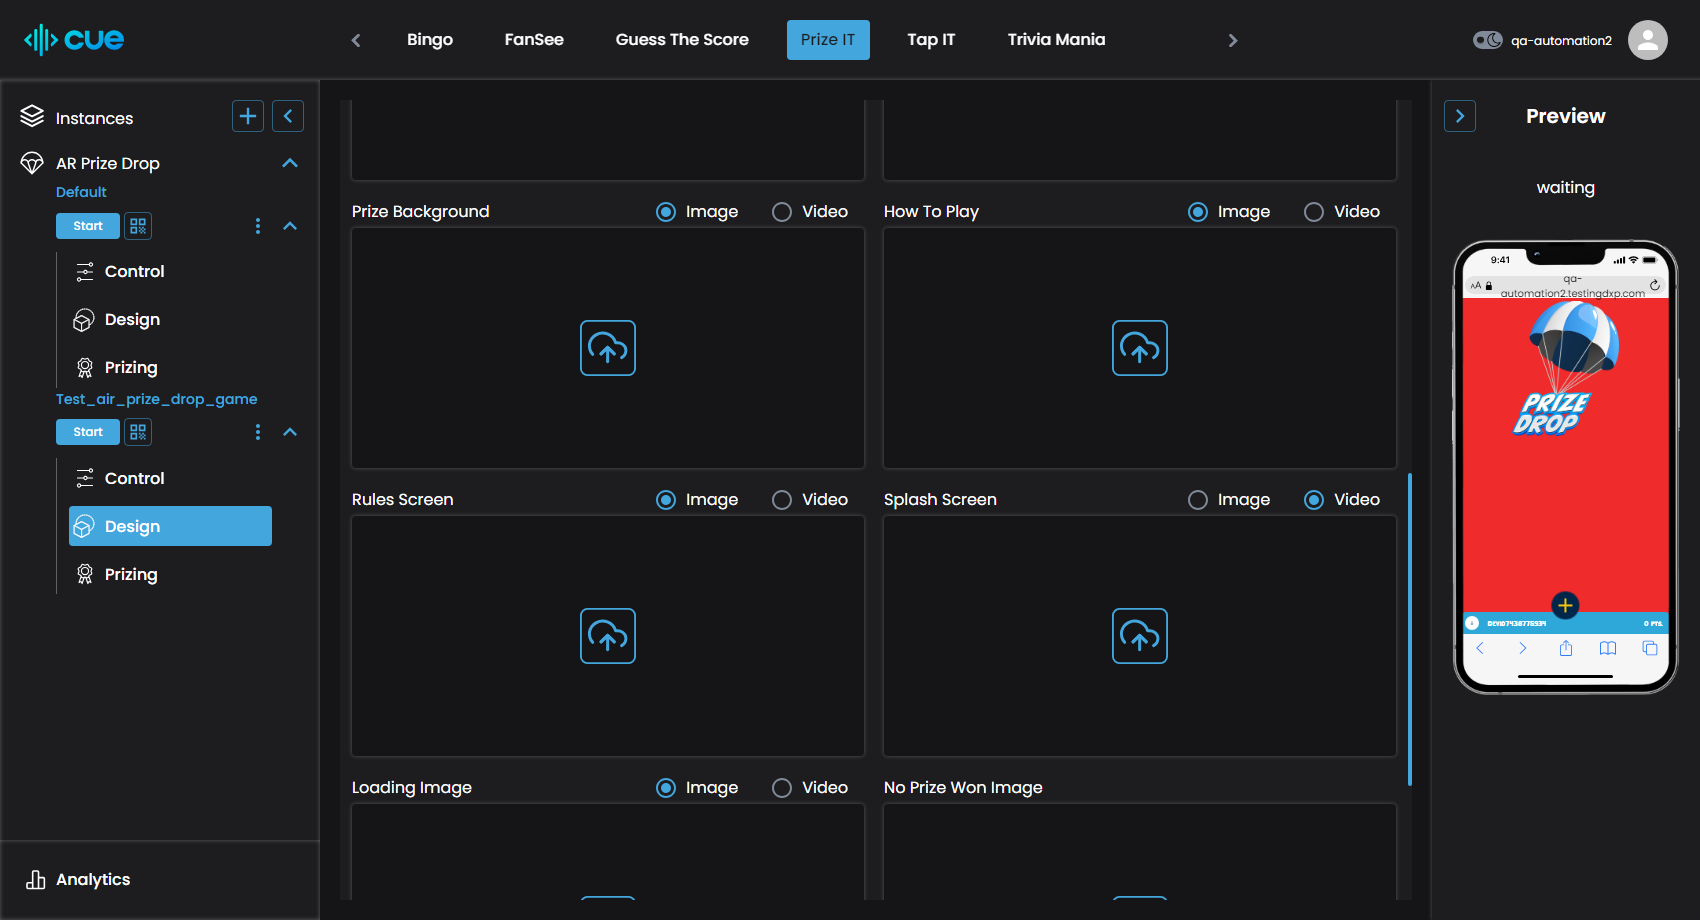 cue
Bingo
FanSee
Guess The Score
Prize IT
Tap IT
Trivia Mania
qa-automation2
Instances
AR Prize Drop
Default
Start
Control
Design
Prizing
Test_air_prize_drop_game
Start
Control
Design
Prizing
Analytics
Prize Background
Image
Video
How To Play
Image
Video
Rules Screen
Image
Video
Splash Screen
Image
Video
Loading Image
Image
Video
No Prize Won Image
Preview
waiting
9:41
AA
qa-
automation2.testingdxp.com
PRIZE
DROP
0 PTS.